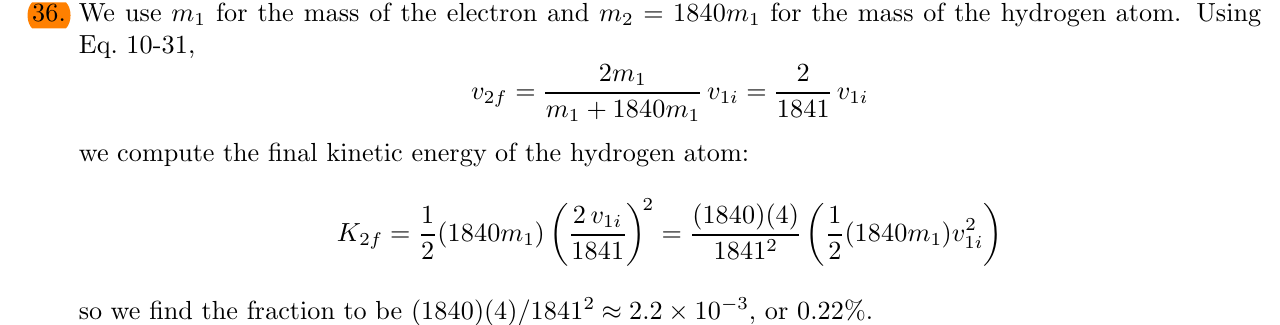 36. We use m₁ for the mass of the electron and m₂ = 1840m₁ for the mass of the hydrogen atom. Using
Eq. 10-31,
v₂f = 2m₁ / (m₁ + 1840m₁) v₁i = 2 / 1841 v₁i
we compute the final kinetic energy of the hydrogen atom:
K₂f = 1/2 (1840m₁) (2 v₁i / 1841)² = (1840)(4) / 1841² (1/2 (1840m₁)v₁i²)
so we find the fraction to be (1840)(4)/1841² ≈ 2.2 × 10⁻³, or 0.22%.